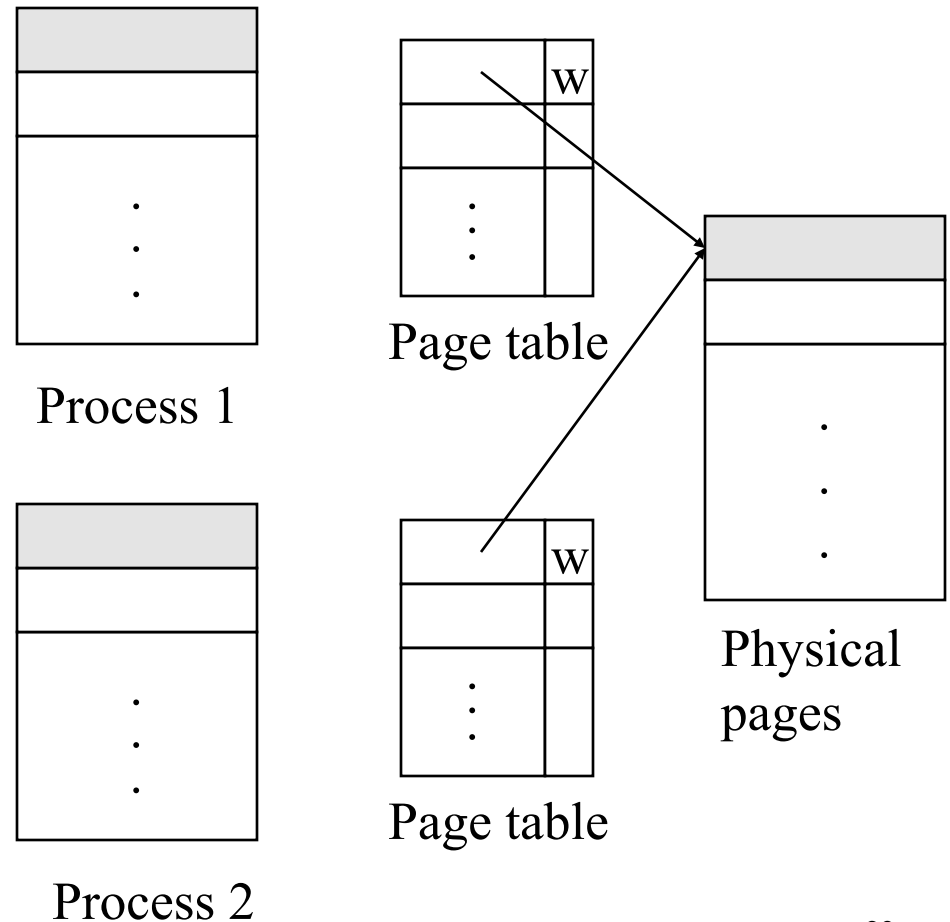 w
Page table
Process 1
w
Physical
pages
Page table
Process 2